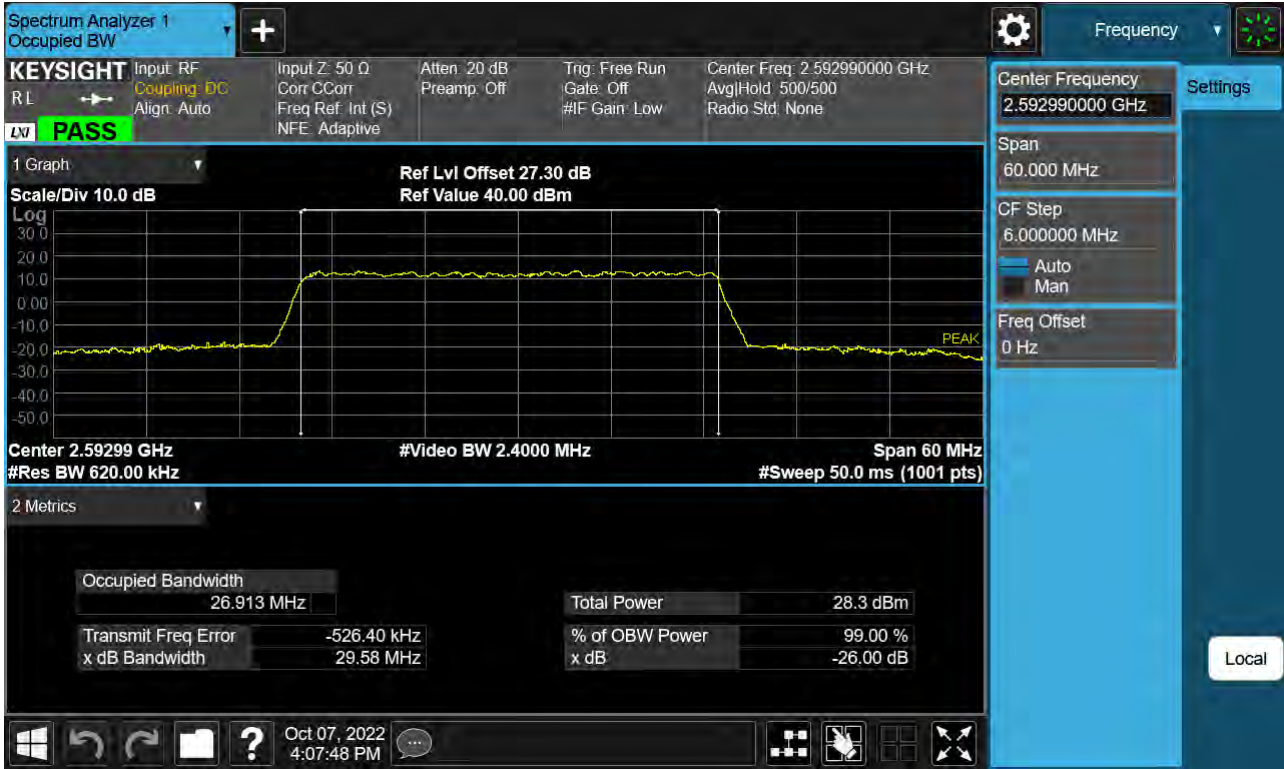 Spectrum Analyzer 1
Occupied BW
Frequency
KEYSIGHT
R L
LXI
PASS
Input: RF
Coupling: DC
Align: Auto
Input Z: 50 Ω
Corr CCorr
Freq Ref: Int (S)
NFE: Adaptive
Atten: 20 dB
Preamp: Off
Trig: Free Run
Gate: Off
#IF Gain: Low
Center Freq: 2.592990000 GHz
Avg|Hold: 500/500
Radio Std: None
1 Graph
Scale/Div 10.0 dB
Ref Lvl Offset 27.30 dB
Ref Value 40.00 dBm
Log
30.0
20.0
10.0
0.00
-10.0
-20.0
-30.0
-40.0
-50.0
PEAK
Center 2.59299 GHz
#Video BW 2.4000 MHz
Span 60 MHz
#Res BW 620.00 kHz
#Sweep 50.0 ms (1001 pts)
2 Metrics
Occupied Bandwidth
26.913 MHz
Total Power 28.3 dBm
Transmit Freq Error -526.40 kHz
% of OBW Power 99.00 %
x dB Bandwidth 29.58 MHz
x dB -26.00 dB
Oct 07, 2022
4:07:48 PM
Center Frequency
2.592990000 GHz
Settings
Span
60.000 MHz
CF Step
6.000000 MHz
Auto
Man
Freq Offset
0 Hz
Local